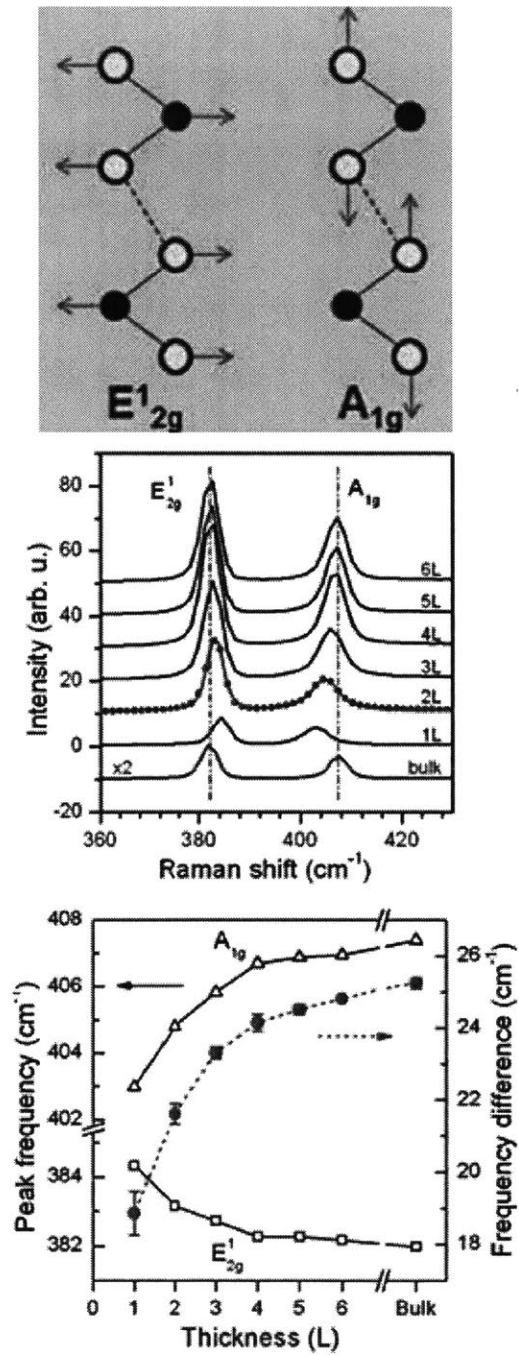 E¹₂g A₁g
E¹₂g A₁g
80
60
40
20
0
-20
6L
5L
4L
3L
2L
1L
x2 bulk
Intensity (arb. u.)
360 380 400 420
Raman shift (cm⁻¹)
408
406
404
402
384
382
A₁g
E¹₂g
26
24
22
20
18
Peak frequency (cm⁻¹)
Frequency difference (cm⁻¹)
0 1 2 3 4 5 6 Bulk
Thickness (L)